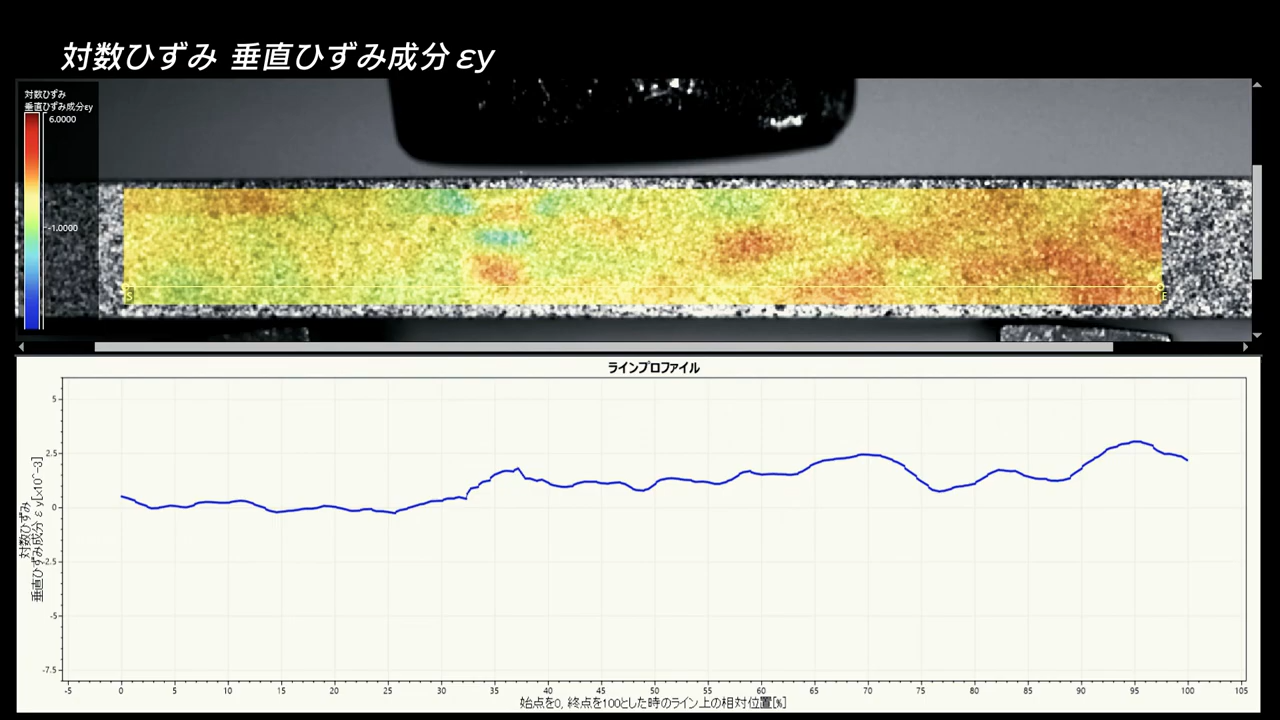 対数ひずみ 垂直ひずみ成分 εy
対数ひずみ
垂直ひずみ成分εy
6.0000
-1.0000
S
E
ラインプロファイル
5
2.5
0
-2.5
-5
-7.5
対数ひずみ
垂直ひずみ成分 ε y[x10^-3]
-5 0 5 10 15 20 25 30 35 40 45 50 55 60 65 70 75 80 85 90 95 100 105
始点を0, 終点を100とした時のライン上の相対位置[%]